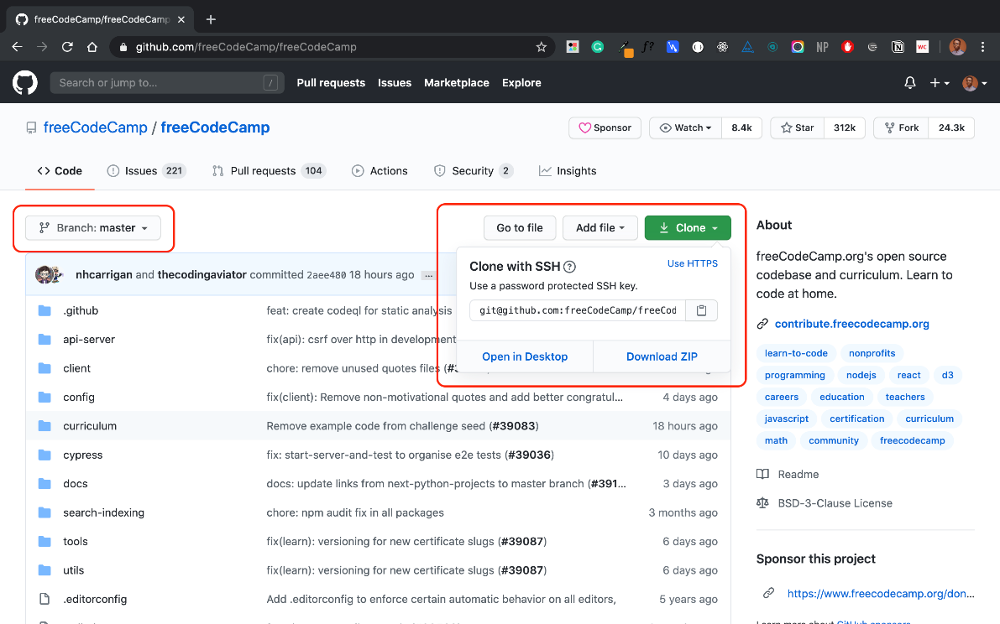 freeCodeCamp/freeCodeCamp
github.com/freeCodeCamp/freeCodeCamp
f? NP WC
Search or jump to... / Pull requests Issues Marketplace Explore
freeCodeCamp / freeCodeCamp Sponsor Watch 8.4k Star 312k Fork 24.3k
Code Issues 221 Pull requests 104 Actions Security 2 Insights
Branch: master Go to file Add file Clone
About
freeCodeCamp.org's open source
codebase and curriculum. Learn to
code at home.
contribute.freecodecamp.org
learn-to-code nonprofits
programming nodejs react d3
careers education teachers
javascript certification curriculum
math community freecodecamp
Readme
BSD-3-Clause License
Sponsor this project
https://www.freecodecamp.org/don...
Learn more about GitHub sponsors
Clone with SSH ? Use HTTPS
Use a password protected SSH key.
git@github.com:freeCodeCamp/freeCod
Open in Desktop Download ZIP
nhcarrigan and thecodingaviator committed 2aee480 18 hours ago ...
.github feat: create codeql for static analysis
api-server fix(api): csrf over http in development
client chore: remove unused quotes files (#3
config fix(client): Remove non-motivational quotes and add better congratul... 4 days ago
curriculum Remove example code from challenge seed (#39083) 18 hours ago
cypress fix: start-server-and-test to organise e2e tests (#39036) 10 days ago
docs docs: update links from next-python-projects to master branch (#391... 3 days ago
search-indexing chore: npm audit fix in all packages 3 months ago
tools fix(learn): versioning for new certificate slugs (#39087) 6 days ago
utils fix(learn): versioning for new certificate slugs (#39087) 6 days ago
.editorconfig Add .editorconfig to enforce certain automatic behavior on all editors, 5 years ago